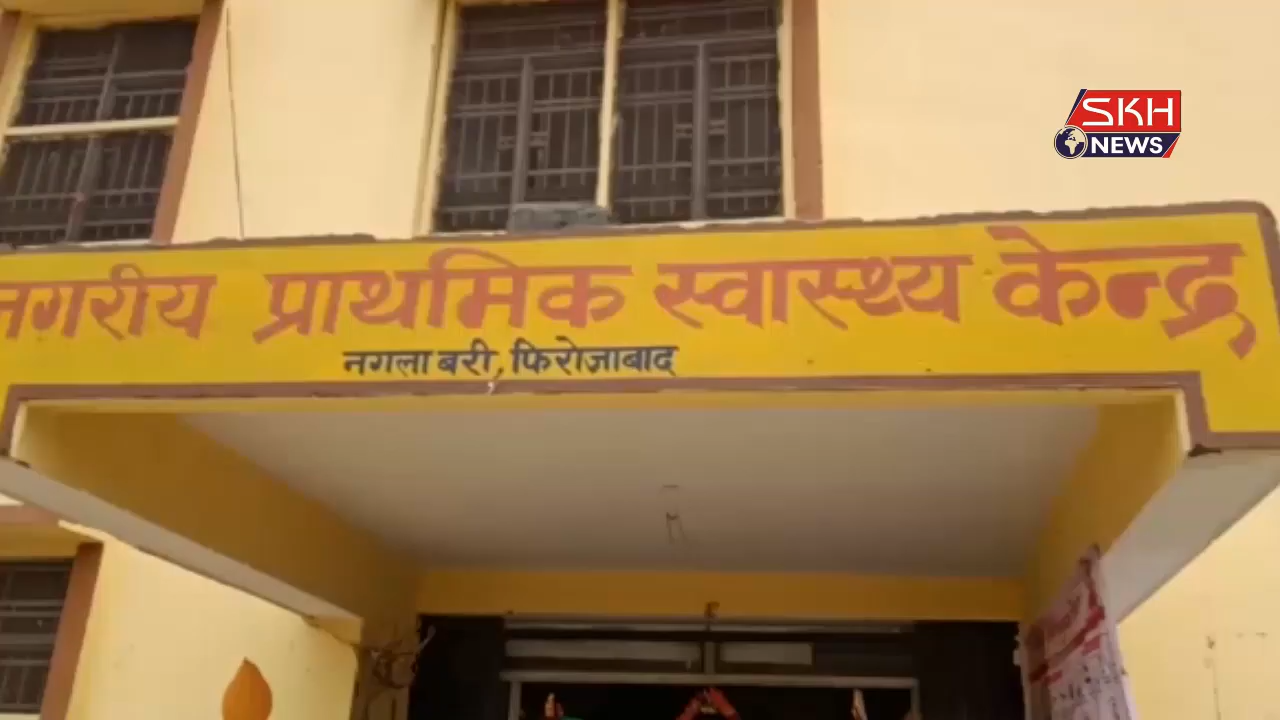 SKH
NEWS
नगरीय प्राथमिक स्वास्थ्य केन्द्र
नगला बरी, फिरोजाबाद